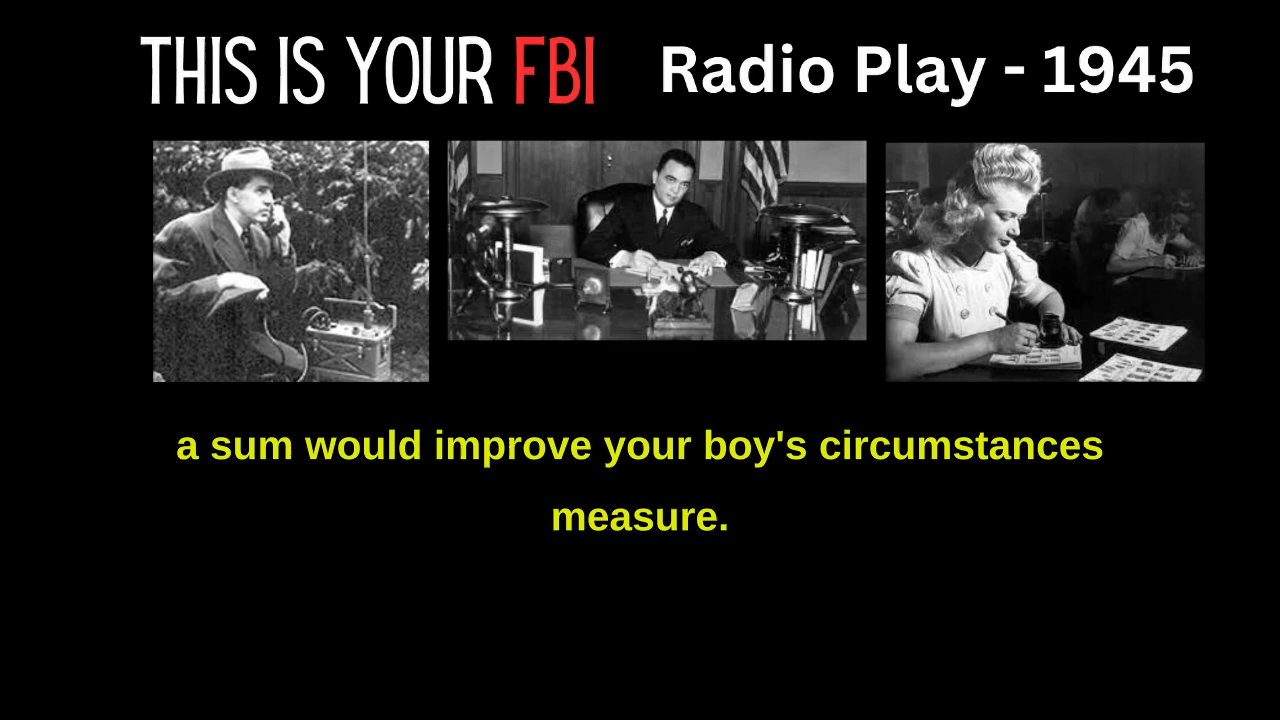 THIS IS YOUR FBI
Radio Play - 1945
a sum would improve your boy's circumstances
measure.